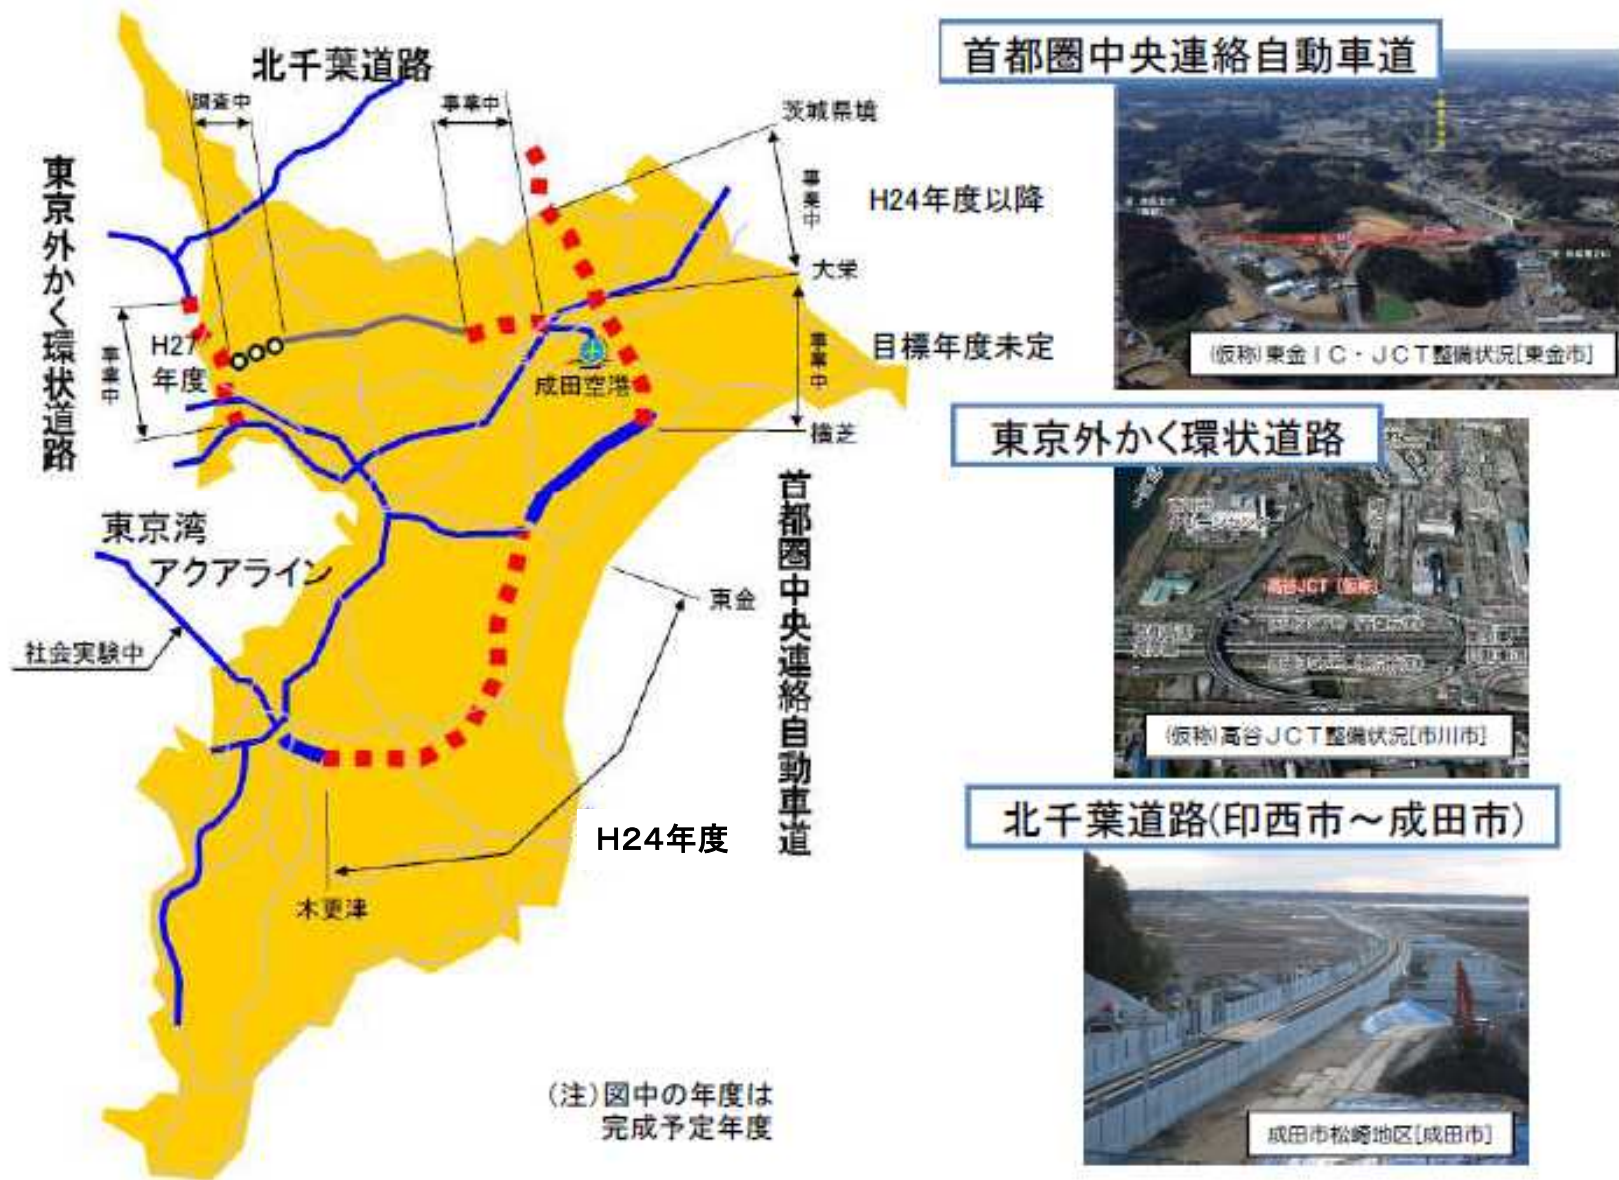 北千葉道路
調査中
事業中
茨城県境
事業中
H24年度以降
大栄
東京外かく環状道路
事業中
H27
年度
成田空港
事業中
目標年度未定
横芝
首都圏中央連絡自動車道
東京湾
アクアライン
社会実験中
東金
H24年度
木更津
(注)図中の年度は
完成予定年度
首都圏中央連絡自動車道
(仮称)東金IC・JCT整備状況[東金市]
東京外かく環状道路
高谷JCT(仮称)
(仮称)高谷JCT整備状況[市川市]
北千葉道路(印西市～成田市)
成田市松崎地区[成田市]